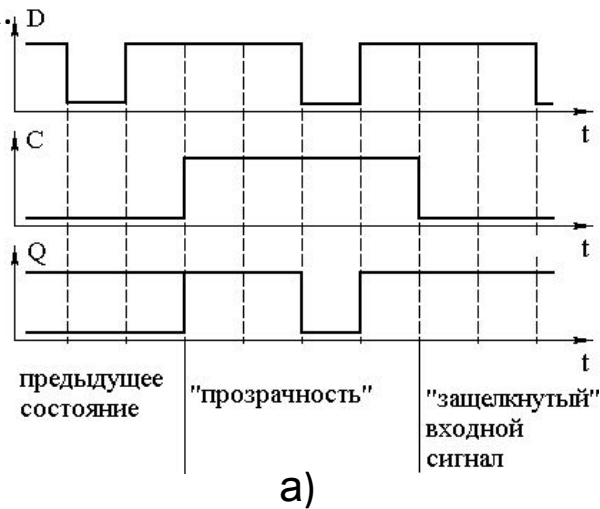 . D
t
C
t
Q
t
предыдущее
состояние
"прозрачность"
"защелкнутый"
входной
сигнал
а)